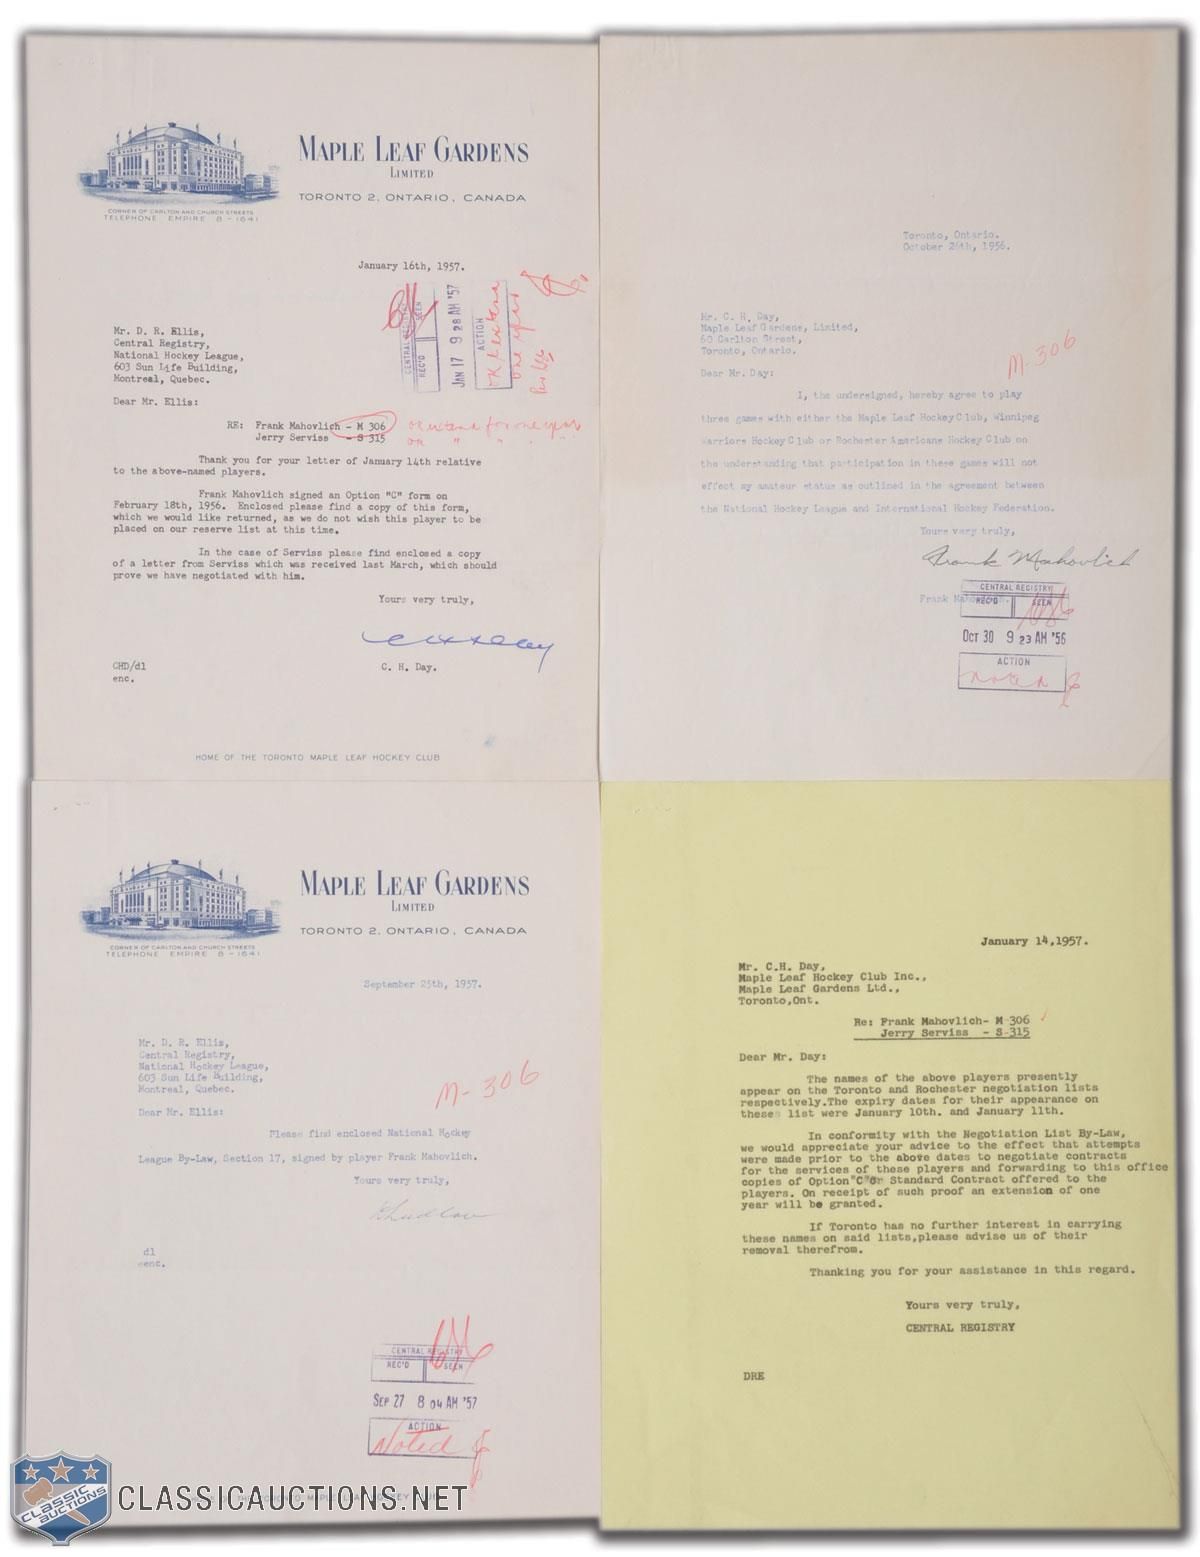 MAPLE LEAF GARDENS
LIMITED
TORONTO 2, ONTARIO, CANADA
CORNER OF CARLTON AND CHURCH STREETS
TELEPHONE EMPIRE 8-1641
January 16th, 1957.
CENTRAL REGISTRY
REC'D SEEN
JAN 17 9 28 AM '57
ACTION
OK extend
one year
Mr. D. R. Ellis,
Central Registry,
National Hockey League,
603 Sun Life Building,
Montreal, Quebec.
Dear Mr. Ellis:
RE: Frank Mahovlich - M 306 OK extend for one year
Jerry Serviss - S 315 OK " " " "
Thank you for your letter of January 14th relative
to the above-named players.
Frank Mahovlich signed an Option "C" form on
February 18th, 1956. Enclosed please find a copy of this form,
which we would like returned, as we do not wish this player to be
placed on our reserve list at this time.
In the case of Serviss please find enclosed a copy
of a letter from Serviss which was received last March, which should
prove we have negotiated with him.
Yours very truly,
C. H. Day.
CHD/dl
enc.
HOME OF THE TORONTO MAPLE LEAF HOCKEY CLUB
Toronto, Ontario.
October 26th, 1956.
Mr. C. H. Day,
Maple Leaf Gardens, Limited,
60 Carlton Street,
Toronto, Ontario.
M-306
Dear Mr. Day:
I, the undersigned, hereby agree to play
three games with either the Maple Leaf Hockey Club, Winnipeg
Warriors Hockey Club or Rochester Americans Hockey Club on
the understanding that participation in these games will not
effect my amateur status as outlined in the agreement between
the National Hockey League and International Hockey Federation.
Yours very truly,
Frank Mahovlich
Frank Mahovlich.
CENTRAL REGISTRY
REC'D SEEN
OCT 30 9 23 AM '56
ACTION
Noted
MAPLE LEAF GARDENS
LIMITED
TORONTO 2, ONTARIO, CANADA
CORNER OF CARLTON AND CHURCH STREETS
TELEPHONE EMPIRE 8-1641
September 25th, 1957.
Mr. D. R. Ellis,
Central Registry,
National Hockey League,
603 Sun Life Building,
Montreal, Quebec.
M-306
Dear Mr. Ellis:
Please find enclosed National Hockey
League By-Law, Section 17, signed by player Frank Mahovlich.
Yours very truly,
dl
eenc.
CENTRAL REGISTRY
REC'D SEEN
SEP 27 8 04 AM '57
ACTION
Noted
January 14,1957.
Mr. C.H. Day,
Maple Leaf Hockey Club Inc.,
Maple Leaf Gardens Ltd.,
Toronto,Ont.
Re: Frank Mahovlich- M-306
Jerry Serviss - S-315
Dear Mr. Day:
The names of the above players presently
appear on the Toronto and Rochester negotiation lists
respectively.The expiry dates for their appearance on
these list were January 10th. and January 11th.
In conformity with the Negotiation List By-Law,
we would appreciate your advice to the effect that attempts
were made prior to the above dates to negotiate contracts
for the services of these players and forwarding to this office
copies of Option"C"or Standard Contract offered to the
players. On receipt of such proof an extension of one
year will be granted.
If Toronto has no further interest in carrying
these names on said lists,please advise us of their
removal therefrom.
Thanking you for your assistance in this regard.
Yours very truly,
CENTRAL REGISTRY
DRE
CLASSIC AUCTIONS
CLASSICAUCTIONS.NET